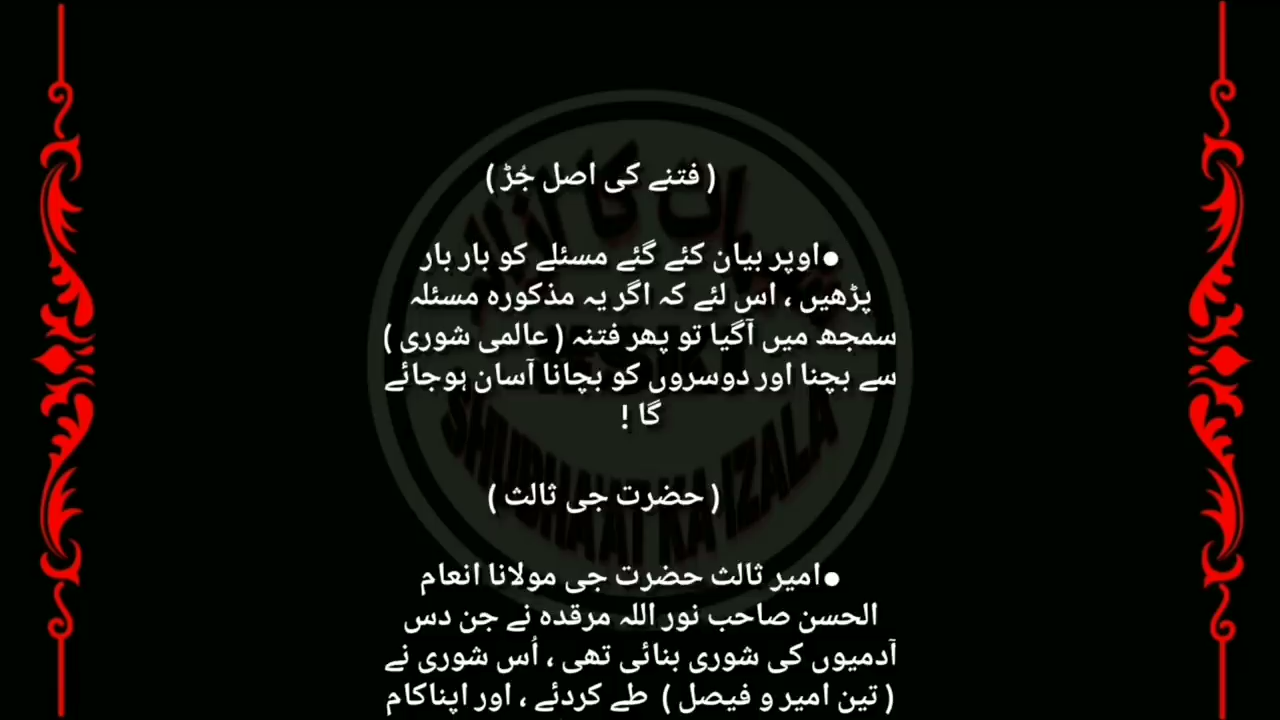 ( فتنے کی اصل جُڑ )
●اوپر بیان کئے گئے مسئلے کو بار بار
پڑھیں ، اس لئے کہ اگر یہ مذکورہ مسئلہ
سمجھ میں آگیا تو پھر فتنہ ( عالمی شوری )
سے بچنا اور دوسروں کو بچانا آسان ہوجائے
گا !
( حضرت جی ثالث )
●امیر ثالث حضرت جی مولانا انعام
الحسن صاحب نور اللہ مرقدہ نے جن دس
آدمیوں کی شوری بنائی تھی ، اُس شوری نے
( تین امیر و فیصل ) طے کردئے ، اور اپناکام
SHUBHAAT KA IZALA